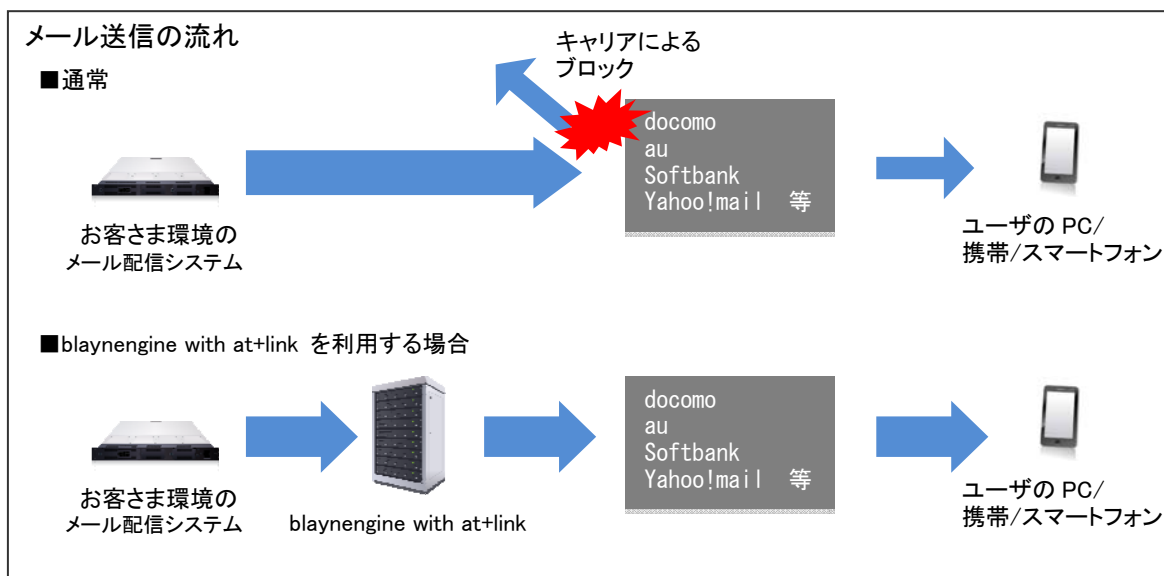 メール送信の流れ
キャリアによる
ブロック
■通常
docomo
au
Softbank
Yahoo!mail 等
お客さま環境の
メール配信システム
ユーザの PC/
携帯/スマートフォン
■blaynengine with at+link を利用する場合
docomo
au
Softbank
Yahoo!mail 等
お客さま環境の
メール配信システム
blaynengine with at+link
ユーザの PC/
携帯/スマートフォン